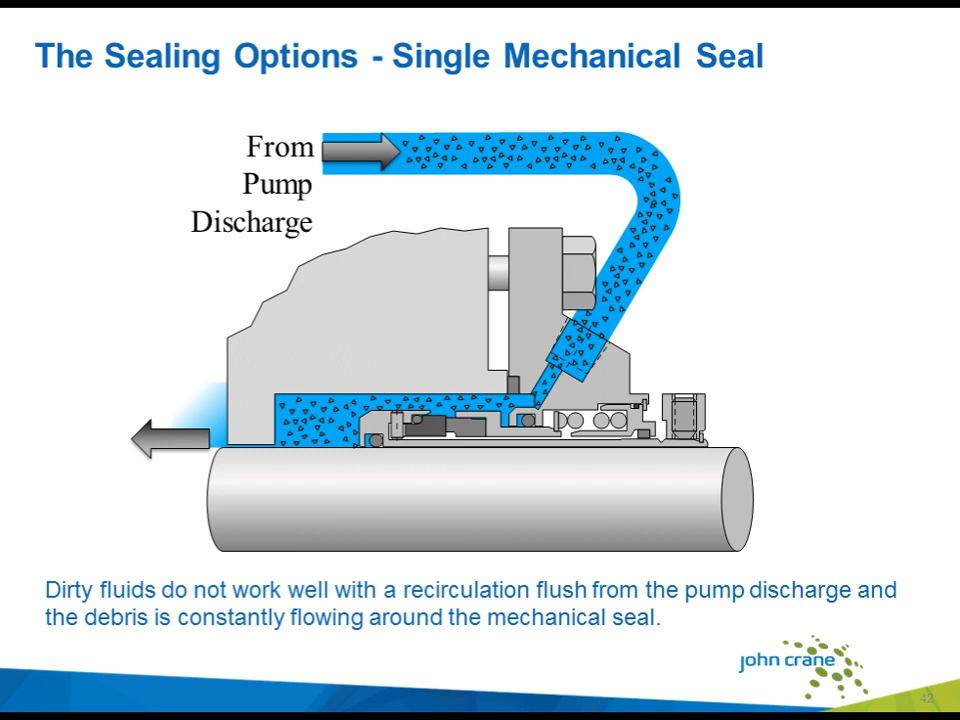 The Sealing Options - Single Mechanical Seal
From
Pump
Discharge
Dirty fluids do not work well with a recirculation flush from the pump discharge and
the debris is constantly flowing around the mechanical seal.
john crane
42